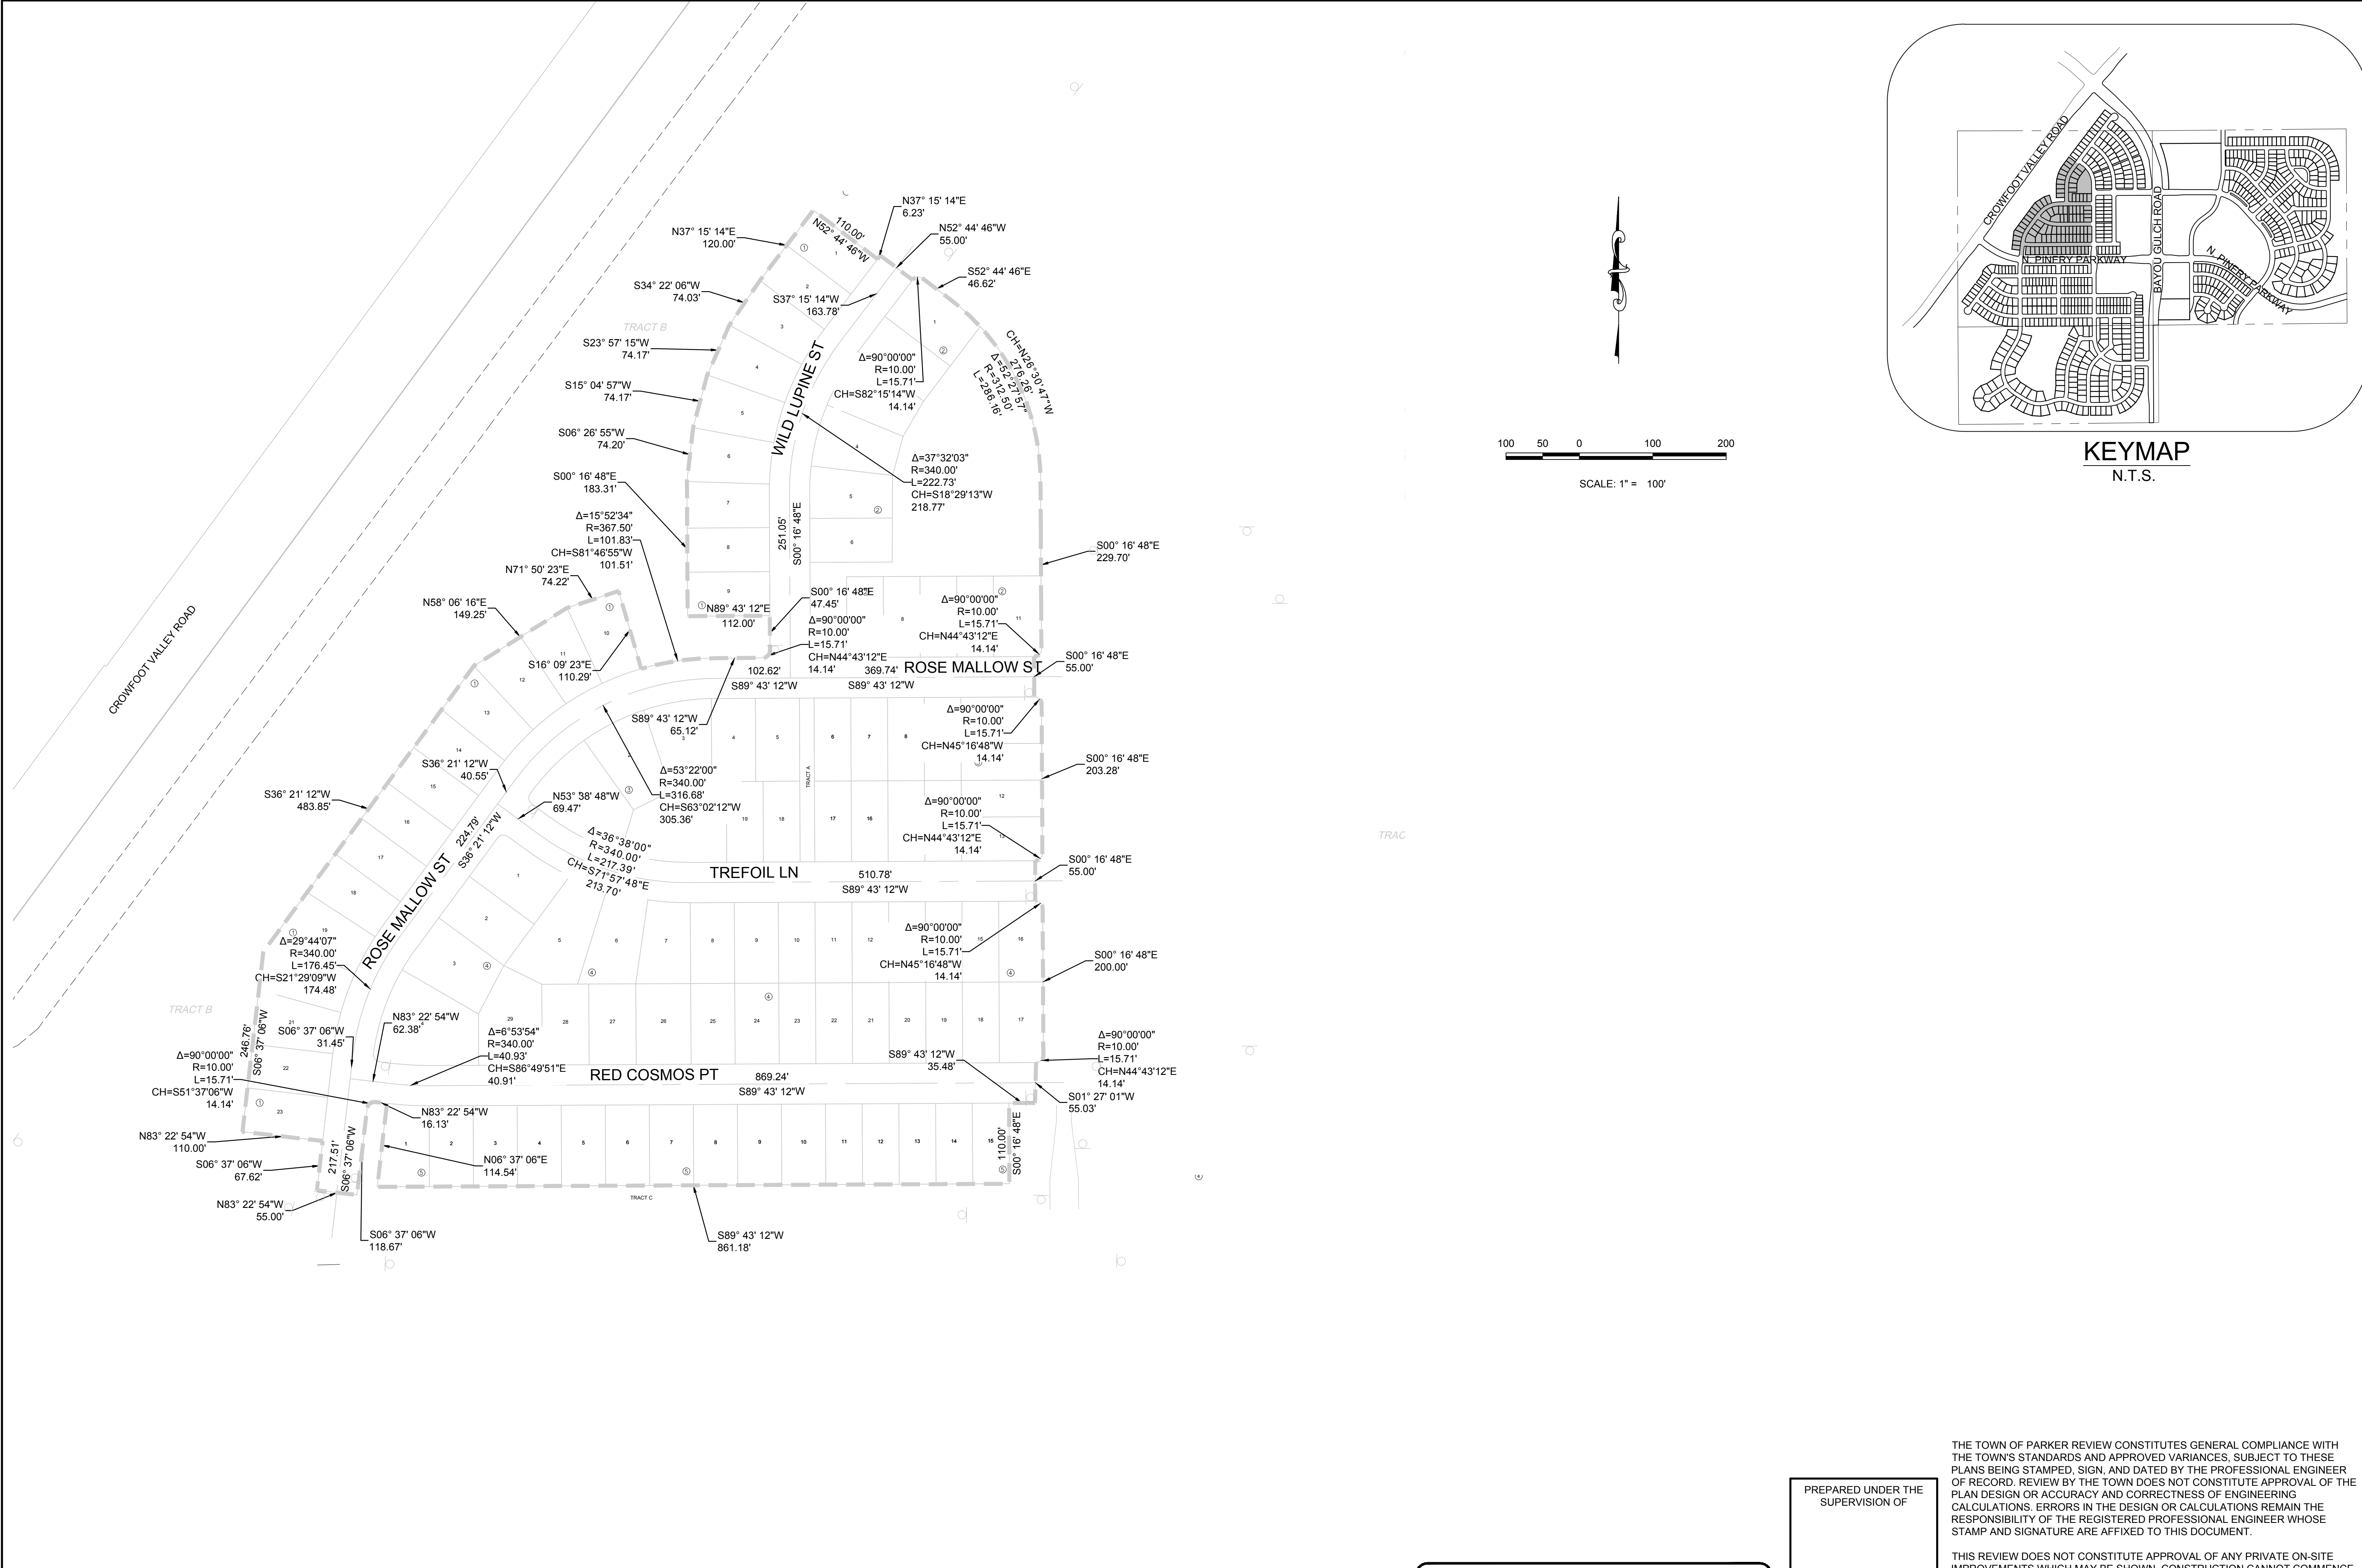 N37° 15' 14"E
6.23'
N52° 44' 46"W
55.00'
N37° 15' 14"E
120.00'
110.00'
N52° 44' 46"W
S52° 44' 46"E
46.62'
S34° 22' 06"W
74.03'
S37° 15' 14"W
163.78'
TRACT B
S23° 57' 15"W
74.17'
S15° 04' 57"W
74.17'
S06° 26' 55"W
74.20'
WILD LUPINE ST
Δ=90°00'00"
R=10.00'
L=15.71'
CH=S82°15'14"W
14.14'
CH=N26°30'47"W
276.26'
Δ=52°27'57"
R=312.50'
L=286.16'
Δ=37°32'03"
R=340.00'
L=222.73'
CH=S18°29'13"W
218.77'
S00° 16' 48"E
183.31'
Δ=15°52'34"
R=367.50'
L=101.83'
CH=S81°46'55"W
101.51'
251.05'
S00° 16' 48"E
S00° 16' 48"E
229.70'
N71° 50' 23"E
74.22'
N58° 06' 16"E
149.25'
S16° 09' 23"E
110.29'
N89° 43' 12"E
112.00'
S00° 16' 48"E
47.45'
Δ=90°00'00"
R=10.00'
L=15.71'
CH=N44°43'12"E
14.14'
Δ=90°00'00"
R=10.00'
L=15.71'
CH=N44°43'12"E
14.14'
S00° 16' 48"E
55.00'
102.62'
S89° 43' 12"W
369.74'
S89° 43' 12"W
ROSE MALLOW ST
S89° 43' 12"W
65.12'
CROWFOOT VALLEY ROAD
Δ=90°00'00"
R=10.00'
L=15.71'
CH=N45°16'48"W
14.14'
S00° 16' 48"E
203.28'
S36° 21' 12"W
40.55'
S36° 21' 12"W
483.85'
N53° 38' 48"W
69.47'
Δ=53°22'00"
R=340.00'
L=316.68'
CH=S63°02'12"W
305.36'
TRACT A
Δ=90°00'00"
R=10.00'
L=15.71'
CH=N44°43'12"E
14.14'
TRAC
224.79'
S36° 21' 12"W
Δ=36°38'00"
R=340.00'
L=217.39'
CH=S71°57'48"E
213.70'
S00° 16' 48"E
55.00'
TREFOIL LN
510.78'
S89° 43' 12"W
ROSE MALLOW ST
Δ=29°44'07"
R=340.00'
L=176.45'
CH=S21°29'09"W
174.48'
Δ=90°00'00"
R=10.00'
L=15.71'
CH=N45°16'48"W
14.14'
S00° 16' 48"E
200.00'
TRACT B
246.76'
S06° 37' 06"W
S06° 37' 06"W
31.45'
N83° 22' 54"W
62.38'
Δ=6°53'54"
R=340.00'
L=40.93'
CH=S86°49'51"E
40.91'
S89° 43' 12"W
35.48'
Δ=90°00'00"
R=10.00'
L=15.71'
CH=N44°43'12"E
14.14'
Δ=90°00'00"
R=10.00'
L=15.71'
CH=S51°37'06"W
14.14'
RED COSMOS PT
869.24'
S89° 43' 12"W
S01° 27' 01"W
55.03'
N83° 22' 54"W
16.13'
N83° 22' 54"W
110.00'
S06° 37' 06"W
67.62'
217.51'
S06° 37' 06"W
N06° 37' 06"E
114.54'
110.00'
S00° 16' 48"E
N83° 22' 54"W
55.00'
TRACT C
S06° 37' 06"W
118.67'
S89° 43' 12"W
861.18'
100 50 0 100 200
SCALE: 1" = 100'
CROWFOOT VALLEY ROAD
BAYOU GULCH ROAD
N. PINERY PARKWAY
N. PINERY PARKWAY
KEYMAP
N.T.S.
PREPARED UNDER THE
SUPERVISION OF
THE TOWN OF PARKER REVIEW CONSTITUTES GENERAL COMPLIANCE WITH
THE TOWN'S STANDARDS AND APPROVED VARIANCES, SUBJECT TO THESE
PLANS BEING STAMPED, SIGN, AND DATED BY THE PROFESSIONAL ENGINEER
OF RECORD. REVIEW BY THE TOWN DOES NOT CONSTITUTE APPROVAL OF THE
PLAN DESIGN OR ACCURACY AND CORRECTNESS OF ENGINEERING
CALCULATIONS. ERRORS IN THE DESIGN OR CALCULATIONS REMAIN THE
RESPONSIBILITY OF THE REGISTERED PROFESSIONAL ENGINEER WHOSE
STAMP AND SIGNATURE ARE AFFIXED TO THIS DOCUMENT.
THIS REVIEW DOES NOT CONSTITUTE APPROVAL OF ANY PRIVATE ON-SITE
IMPROVEMENTS WHICH MAY BE SHOWN. CONSTRUCTION CANNOT COMMENCE